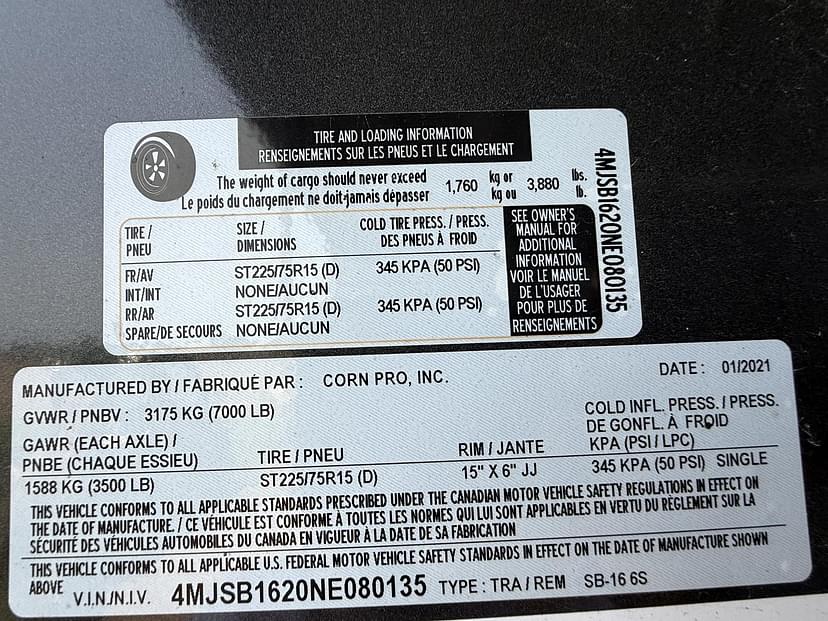 TIRE AND LOADING INFORMATION
RENSEIGNEMENTS SUR LES PNEUS ET LE CHARGEMENT
The weight of cargo should never exceed 1,760 kg or 3,880 lbs.
Le poids du chargement ne doit-jamais dépasser kg ou lb.
TIRE / SIZE / COLD TIRE PRESS. / PRESS.
PNEU DIMENSIONS DES PNEUS À FROID
FR/AV ST225/75R15 (D) 345 KPA (50 PSI)
INT/INT NONE/AUCUN
RR/AR ST225/75R15 (D) 345 KPA (50 PSI)
SPARE/DE SECOURS NONE/AUCUN
SEE OWNER'S
MANUAL FOR
ADDITIONAL
INFORMATION
VOIR LE MANUEL
DE L'USAGER
POUR PLUS DE
RENSEIGNEMENTS
4MJSB1620NE080135
MANUFACTURED BY / FABRIQUÉ PAR : CORN PRO, INC. DATE : 01/2021
GVWR / PNBV : 3175 KG (7000 LB)
COLD INFL. PRESS. / PRESS.
DE GONFL. À FROID
GAWR (EACH AXLE) /
PNBE (CHAQUE ESSIEU) TIRE / PNEU RIM / JANTE KPA (PSI / LPC)
1588 KG (3500 LB) ST225/75R15 (D) 15" X 6" JJ 345 KPA (50 PSI) SINGLE
THIS VEHICLE CONFORMS TO ALL APPLICABLE STANDARDS PRESCRIBED UNDER THE CANADIAN MOTOR VEHICLE SAFETY REGULATIONS IN EFFECT ON
THE DATE OF MANUFACTURE. / CE VÉHICULE EST CONFORME À TOUTES LES NORMES QUI LUI SONT APPLICABLES EN VERTU DU RÈGLEMENT SUR LA
SÉCURITÉ DES VÉHICULES AUTOMOBILES DU CANADA EN VIGUEUR À LA DATE DE SA FABRICATION
THIS VEHICLE CONFORMS TO ALL APPLICABLE U.S. FEDERAL MOTOR VEHICLE SAFETY STANDARDS IN EFFECT ON THE DATE OF MANUFACTURE SHOWN
ABOVE V.I.N./N.I.V. 4MJSB1620NE080135 TYPE : TRA / REM SB-16 6S